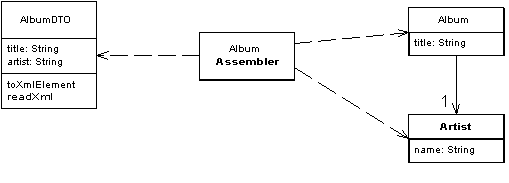 AlbumDTO
title: String
artist: String
toXmlElement
readXml
Album
Assembler
Album
title: String
1
Artist
name: String